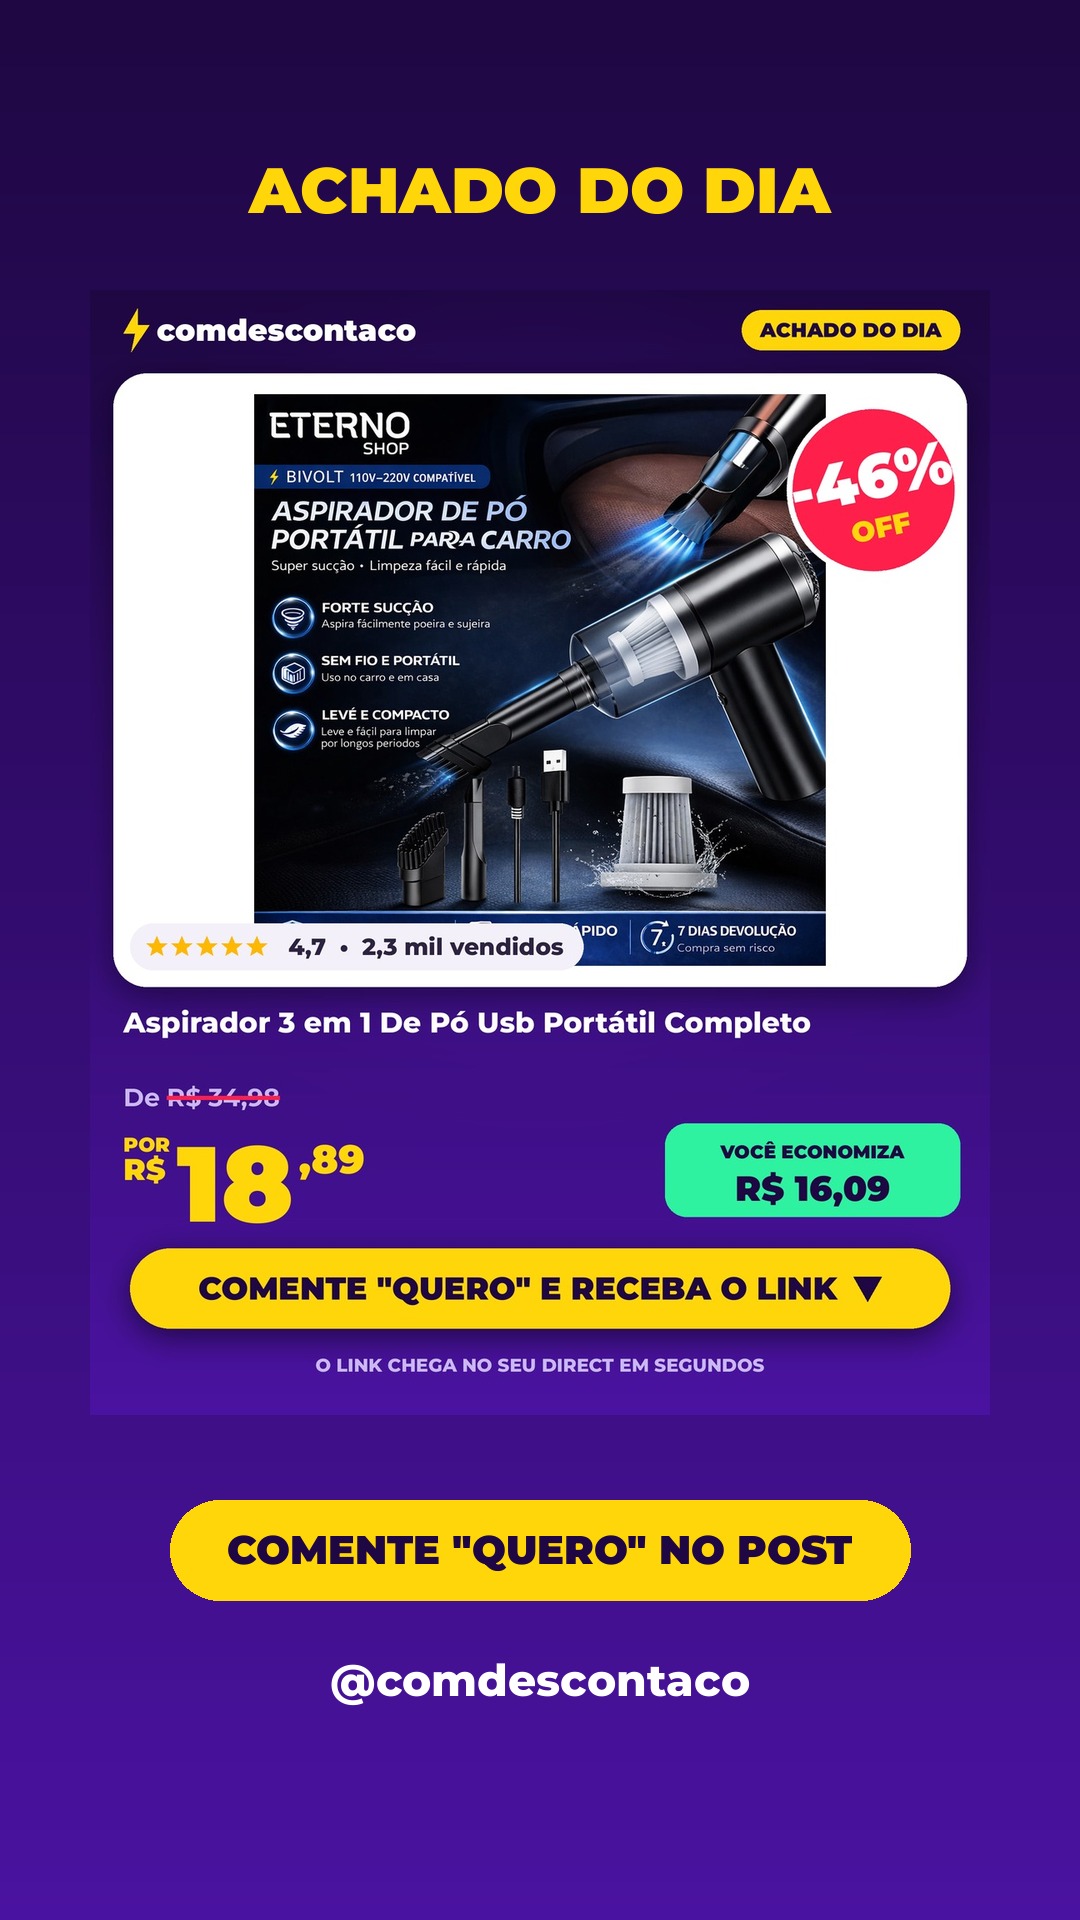 ACHADO DO DIA
comdescontaco
ACHADO DO DIA
ETERNO
SHOP
BIVOLT 110V-220V COMPATÍVEL
-46%
OFF
ASPIRADOR DE PÓ
PORTÁTIL PARA CARRO
Super sucção • Limpeza fácil e rápida
FORTE SUCÇÃO
Aspira fácilmente poeira e sujeira
SEM FIO E PORTÁTIL
Uso no carro e em casa
LEVÉ E COMPACTO
Leve e fáçil para limpar
por longos periodos
ÁPIDO
7 7 DIAS DEVOLUÇÃO
Compra sem risco
4,7 • 2,3 mil vendidos
Aspirador 3 em 1 De Pó Usb Portátil Completo
De R$ 34,98
POR
R$ 18,89
VOCÊ ECONOMIZA
R$ 16,09
COMENTE "QUERO" E RECEBA O LINK ▼
O LINK CHEGA NO SEU DIRECT EM SEGUNDOS
COMENTE "QUERO" NO POST
@comdescontaco